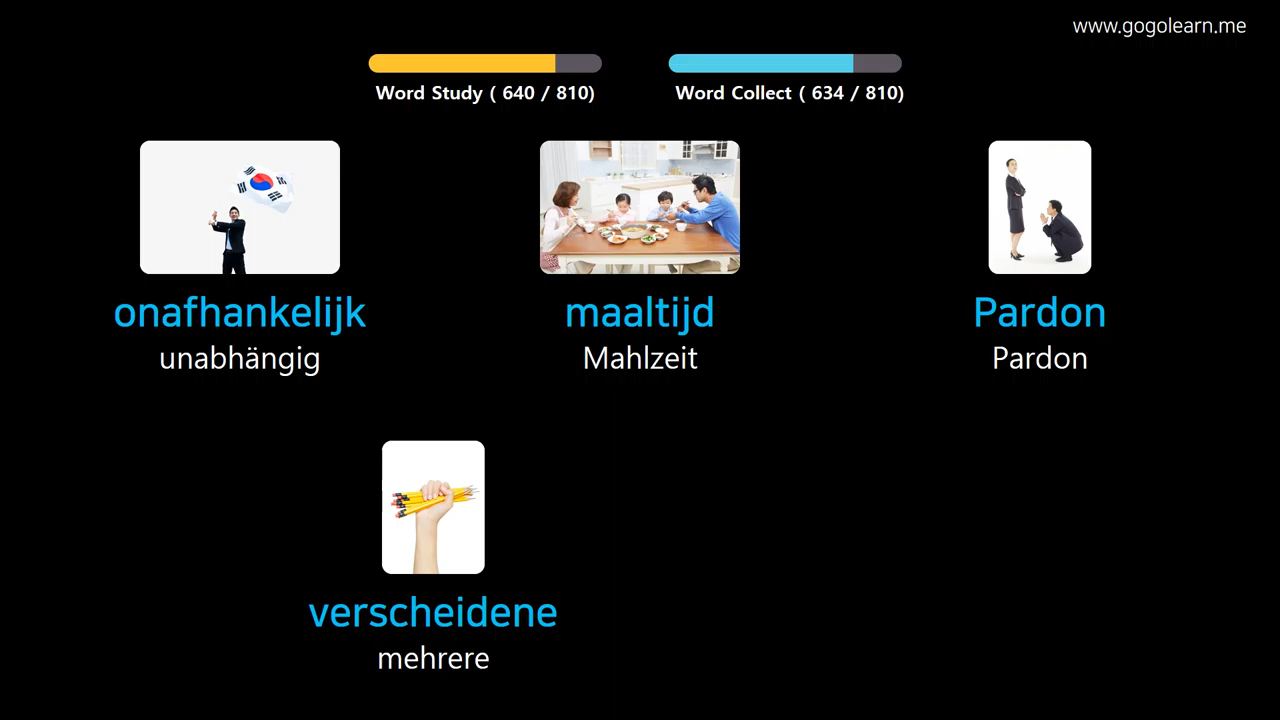 www.gogolearn.me
Word Study ( 640 / 810)
Word Collect ( 634 / 810)
onafhankelijk
unabhängig
maaltijd
Mahlzeit
Pardon
Pardon
verscheidene
mehrere